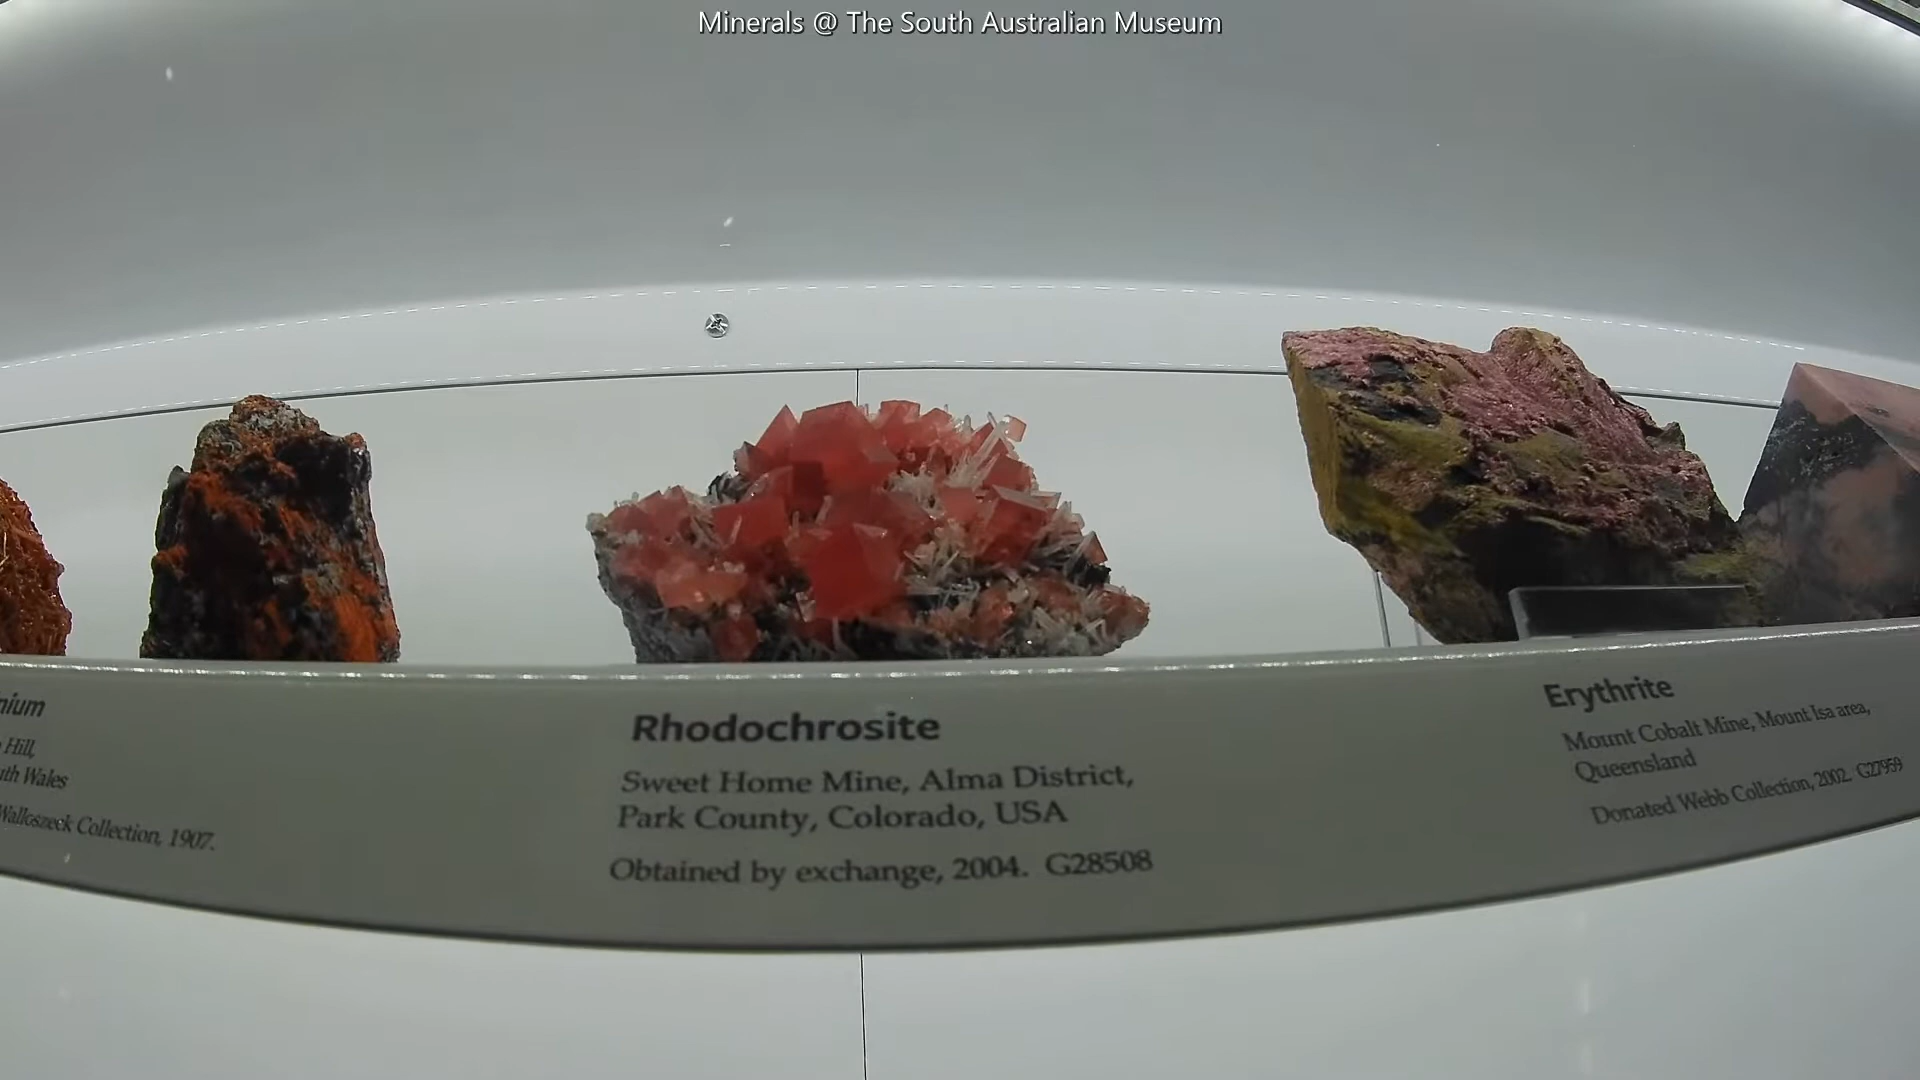 Minerals @ The South Australian Museum
Hill,
Wales
Walloszeck Collection, 1907.
Rhodochrosite
Sweet Home Mine, Alma District,
Park County, Colorado, USA
Obtained by exchange, 2004. G28508
Erythrite
Mount Cobalt Mine, Mount Isa area,
Queensland
Donated Webb Collection, 2002. G27959